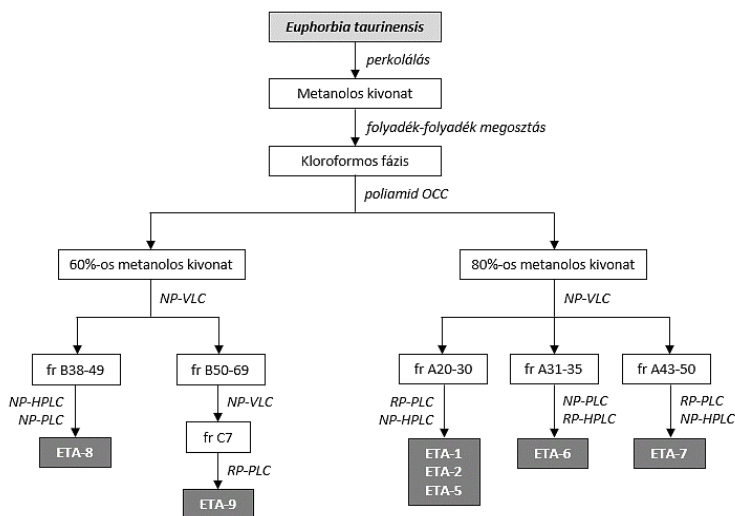 Euphorbia taurinensis
perkolálás
Metanolos kivonat
folyadék-folyadék megosztás
Kloroformos fázis
poliamid OCC
60%-os metanolos kivonat
80%-os metanolos kivonat
NP-VLC
NP-VLC
fr B38-49
fr B50-69
fr A20-30
fr A31-35
fr A43-50
NP-HPLC
NP-PLC
NP-VLC
RP-PLC
NP-HPLC
NP-PLC
RP-HPLC
RP-PLC
NP-HPLC
ETA-8
fr C7
ETA-1
ETA-2
ETA-5
ETA-6
ETA-7
RP-PLC
ETA-9